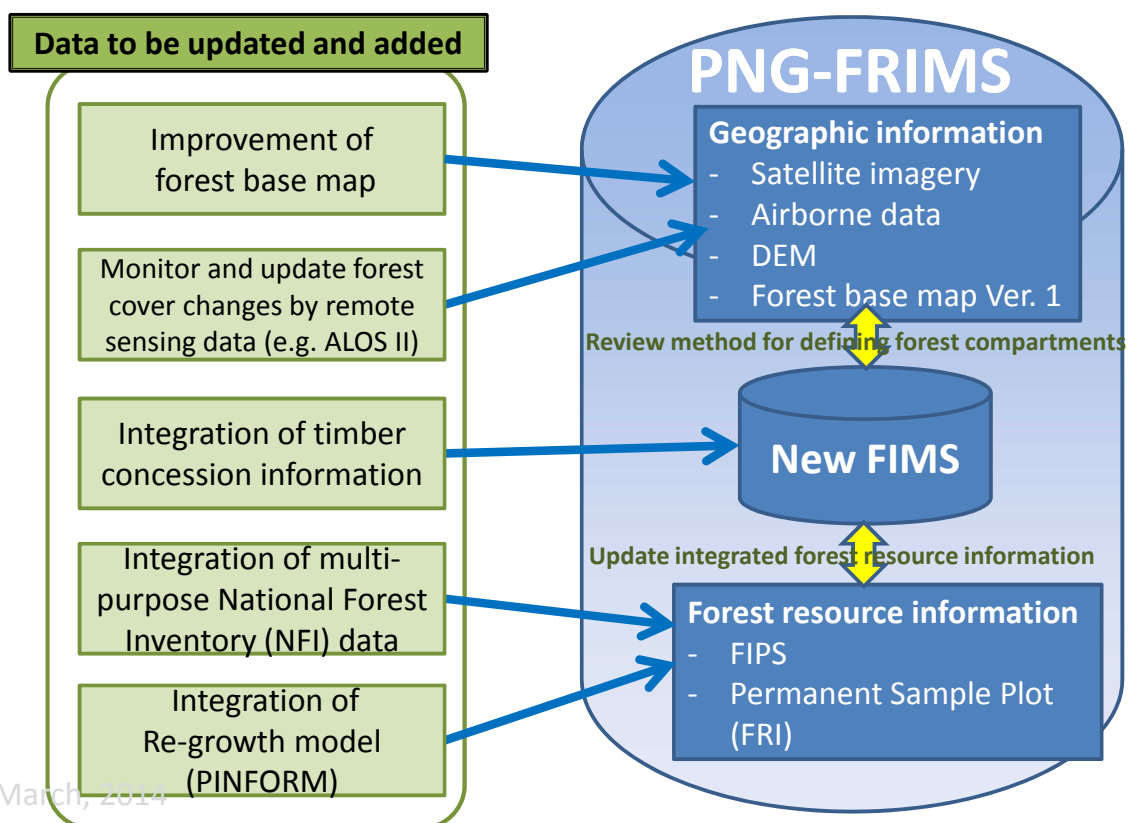 Data to be updated and added
Improvement of
forest base map
Monitor and update forest
cover changes by remote
sensing data (e.g. ALOS II)
Integration of timber
concession information
Integration of multi-
purpose National Forest
Inventory (NFI) data
Integration of
Re-growth model
(PINFORM)
March, 2014
PNG-FRIMS
Geographic information
- Satellite imagery
- Airborne data
- DEM
- Forest base map Ver. 1
Review method for defining forest compartments
New FIMS
Update integrated forest resource information
Forest resource information
- FIPS
- Permanent Sample Plot
(FRI)